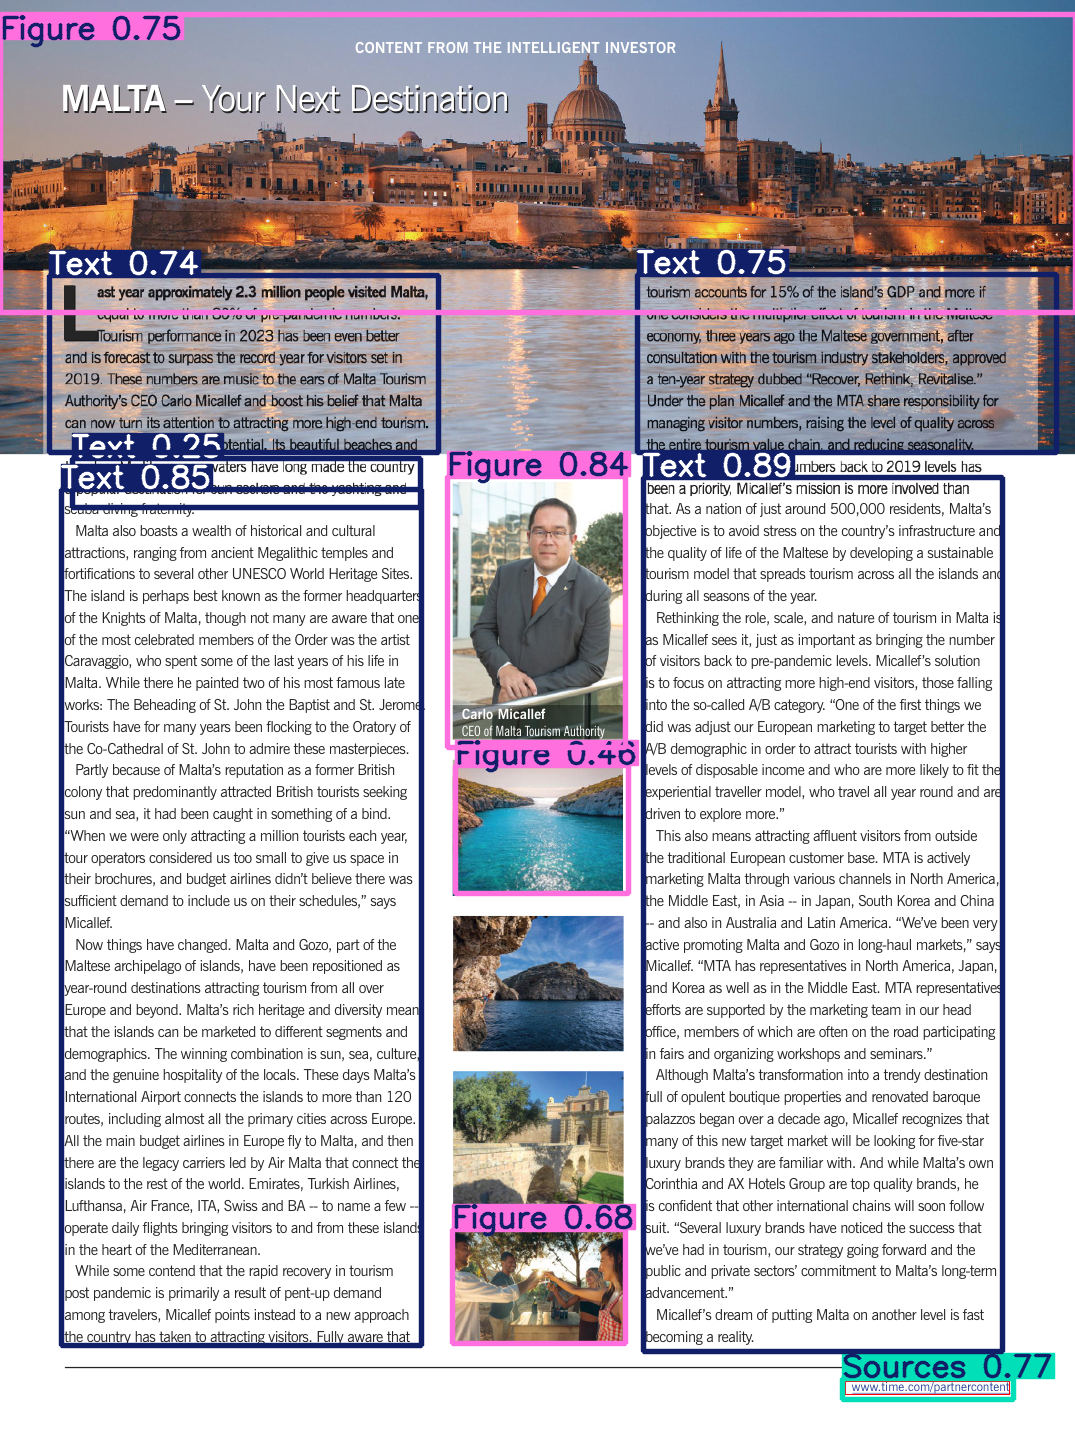 Figure 0.75
CONTENT FROM THE INTELLIGENT INVESTOR
MALTA – Your Next Destination
Text 0.74
Last year approximately 2.3 million people visited Malta,
equal to more than 80% of pre-pandemic numbers.
Tourism performance in 2023 has been even better
and is forecast to surpass the record year for visitors set in
2019. These numbers are music to the ears of Malta Tourism
Authority's CEO Carlo Micallef and boost his belief that Malta
can now turn its attention to attracting more high-end tourism.
Text 0.25
potential. Its beautiful beaches and
Text 0.85
waters have long made the country
a popular destination for sun seekers and the yachting and
scuba diving fraternity.
Malta also boasts a wealth of historical and cultural
attractions, ranging from ancient Megalithic temples and
fortifications to several other UNESCO World Heritage Sites.
The island is perhaps best known as the former headquarters
of the Knights of Malta, though not many are aware that one
of the most celebrated members of the Order was the artist
Caravaggio, who spent some of the last years of his life in
Malta. While there he painted two of his most famous late
works: The Beheading of St. John the Baptist and St. Jerome.
Tourists have for many years been flocking to the Oratory of
the Co-Cathedral of St. John to admire these masterpieces.
Partly because of Malta's reputation as a former British
colony that predominantly attracted British tourists seeking
sun and sea, it had been caught in something of a bind.
“When we were only attracting a million tourists each year,
tour operators considered us too small to give us space in
their brochures, and budget airlines didn't believe there was
sufficient demand to include us on their schedules,” says
Micallef.
Now things have changed. Malta and Gozo, part of the
Maltese archipelago of islands, have been repositioned as
year-round destinations attracting tourism from all over
Europe and beyond. Malta's rich heritage and diversity mean
that the islands can be marketed to different segments and
demographics. The winning combination is sun, sea, culture,
and the genuine hospitality of the locals. These days Malta's
International Airport connects the islands to more than 120
routes, including almost all the primary cities across Europe.
All the main budget airlines in Europe fly to Malta, and then
there are the legacy carriers led by Air Malta that connect the
islands to the rest of the world. Emirates, Turkish Airlines,
Lufthansa, Air France, ITA, Swiss and BA -- to name a few --
operate daily flights bringing visitors to and from these islands
in the heart of the Mediterranean.
While some contend that the rapid recovery in tourism
post pandemic is primarily a result of pent-up demand
among travelers, Micallef points instead to a new approach
the country has taken to attracting visitors. Fully aware that
Figure 0.84
Carlo Micallef
CEO of Malta Tourism Authority
Figure 0.46
Figure 0.68
Text 0.75
tourism accounts for 15% of the island's GDP and more if
one considers the multiplier effect of tourism in the Maltese
economy, three years ago the Maltese government, after
consultation with the tourism industry stakeholders, approved
a ten-year strategy dubbed “Recover, Rethink, Revitalise.”
Under the plan Micallef and the MTA share responsibility for
managing visitor numbers, raising the level of quality across
the entire tourism value chain, and reducing seasonality.
Text 0.89
numbers back to 2019 levels has
been a priority, Micallef's mission is more involved than
that. As a nation of just around 500,000 residents, Malta's
objective is to avoid stress on the country's infrastructure and
the quality of life of the Maltese by developing a sustainable
tourism model that spreads tourism across all the islands and
during all seasons of the year.
Rethinking the role, scale, and nature of tourism in Malta is
as Micallef sees it, just as important as bringing the number
of visitors back to pre-pandemic levels. Micallef's solution
is to focus on attracting more high-end visitors, those falling
into the so-called A/B category. “One of the first things we
did was adjust our European marketing to target better the
A/B demographic in order to attract tourists with higher
levels of disposable income and who are more likely to fit the
experiential traveller model, who travel all year round and are
driven to explore more.”
This also means attracting affluent visitors from outside
the traditional European customer base. MTA is actively
marketing Malta through various channels in North America,
the Middle East, in Asia -- in Japan, South Korea and China
-- and also in Australia and Latin America. “We've been very
active promoting Malta and Gozo in long-haul markets,” says
Micallef. “MTA has representatives in North America, Japan,
and Korea as well as in the Middle East. MTA representatives
efforts are supported by the marketing team in our head
office, members of which are often on the road participating
in fairs and organizing workshops and seminars.”
Although Malta's transformation into a trendy destination
full of opulent boutique properties and renovated baroque
palazzos began over a decade ago, Micallef recognizes that
many of this new target market will be looking for five-star
luxury brands they are familiar with. And while Malta's own
Corinthia and AX Hotels Group are top quality brands, he
is confident that other international chains will soon follow
suit. “Several luxury brands have noticed the success that
we've had in tourism, our strategy going forward and the
public and private sectors' commitment to Malta's long-term
advancement.”
Micallef's dream of putting Malta on another level is fast
becoming a reality.
Sources 0.77
www.time.com/partnercontent